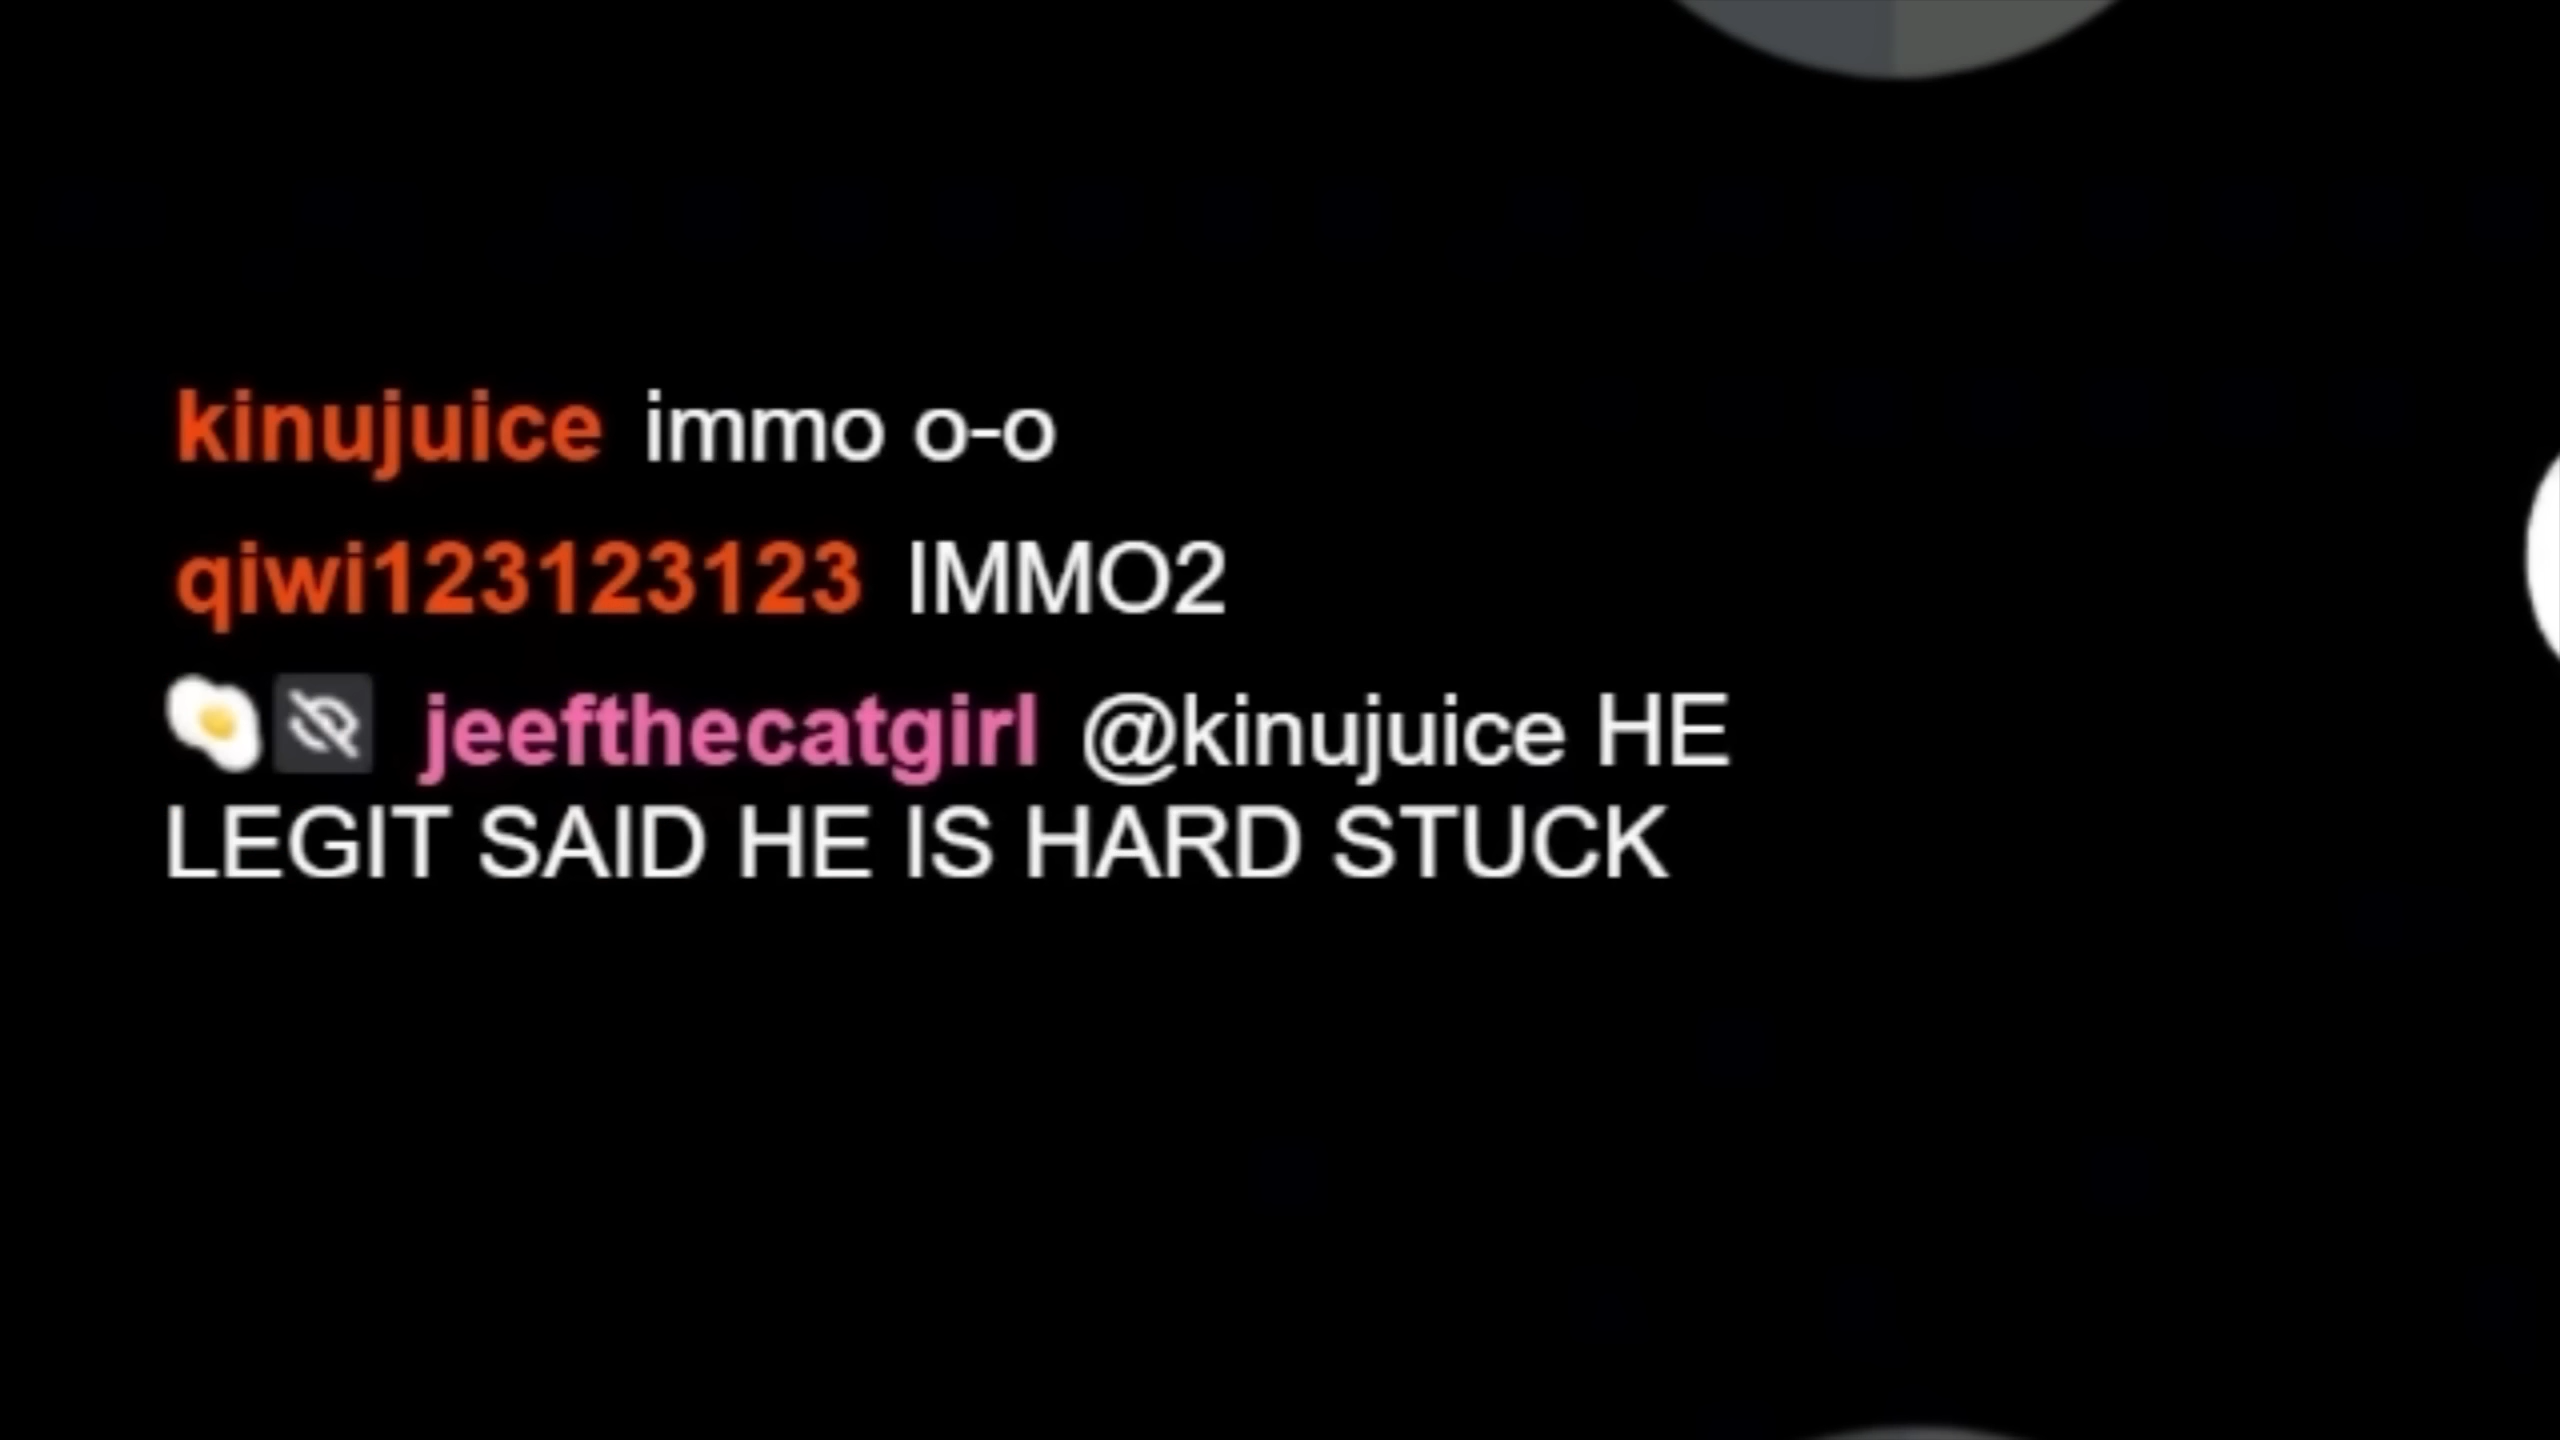 kinujuice immo o-o
qiwi123123123 IMMO2
jeefthecatgirl @kinujuice HE
LEGIT SAID HE IS HARD STUCK